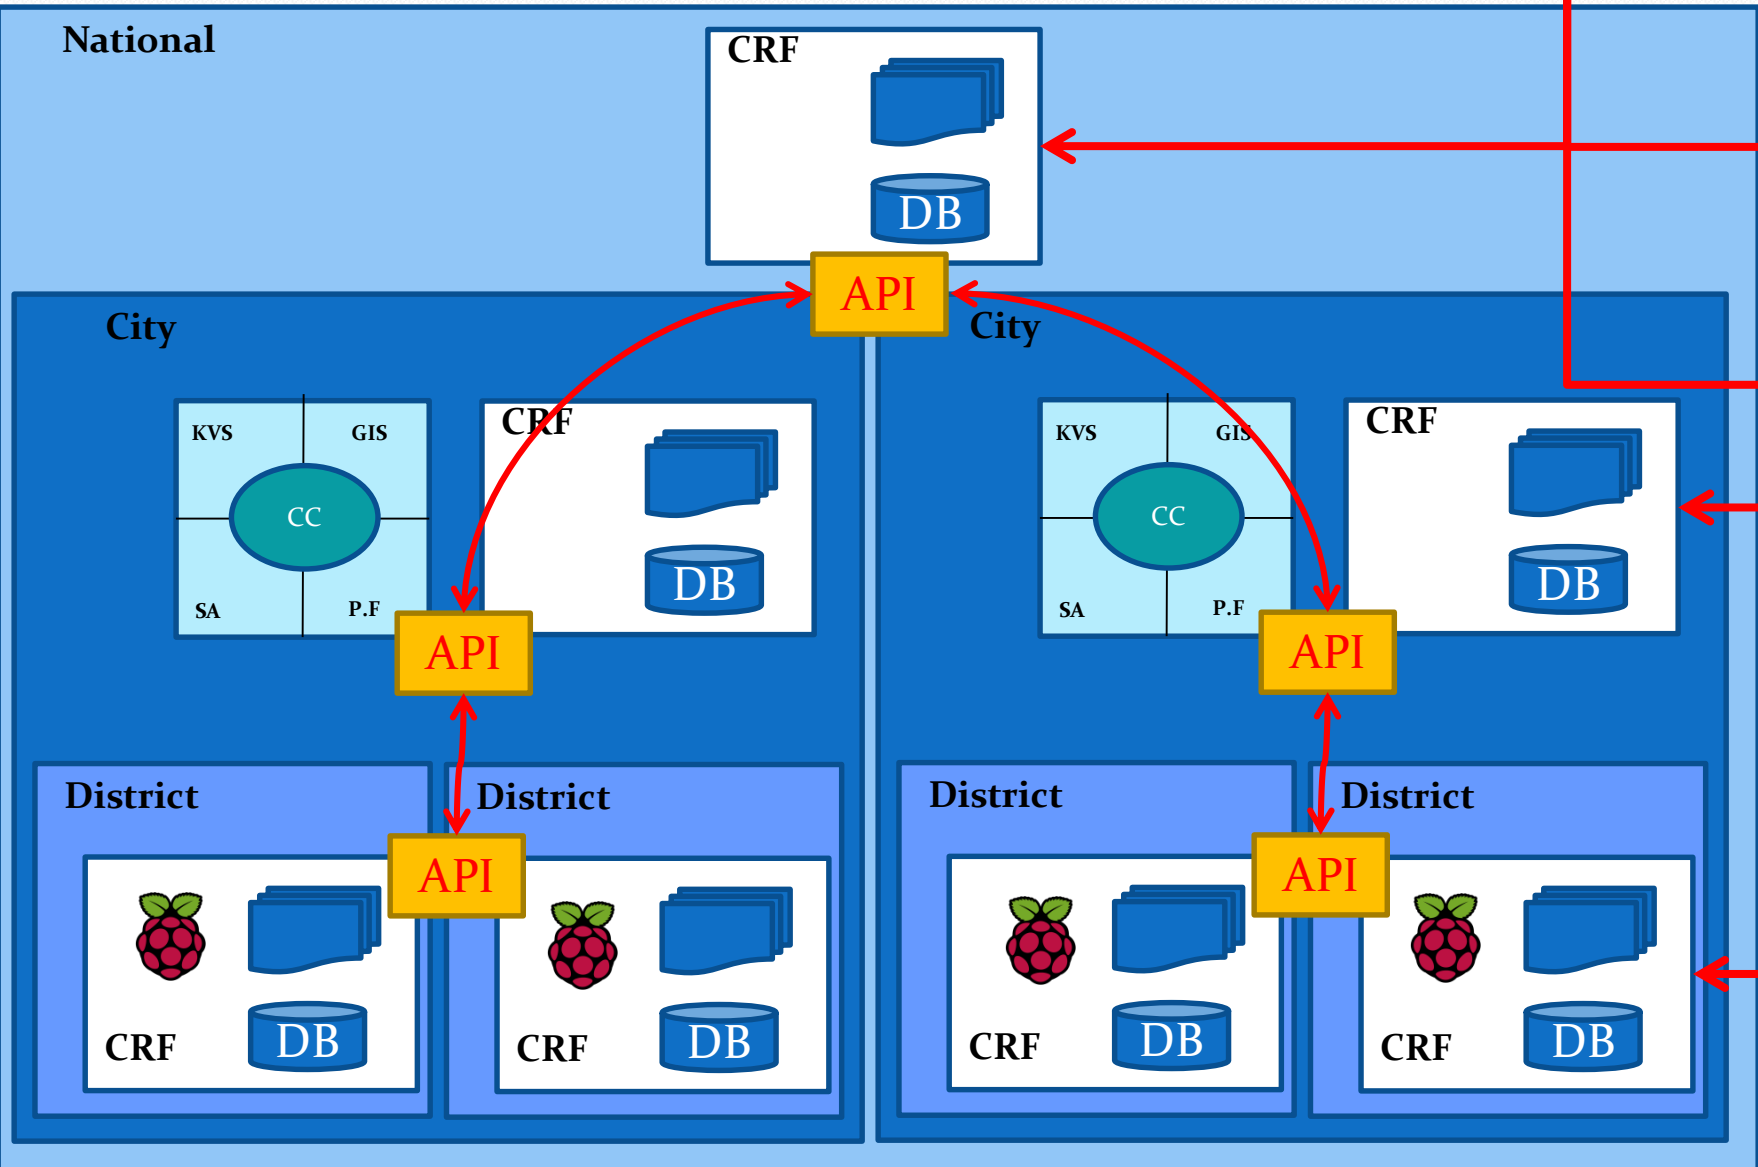 National
CRF
DB
API
City
KVS
GIS
CC
SA
P.F
CRF
DB
API
District
CRF
DB
District
CRF
DB
API
City
KVS
GIS
CC
SA
P.F
CRF
DB
API
District
CRF
DB
District
CRF
DB
API